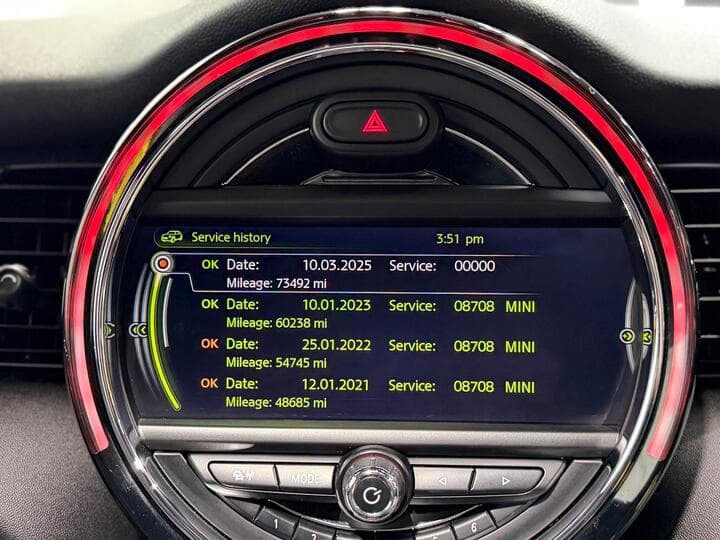 Service history 3:51 pm
OK Date: 10.03.2025 Service: 00000
Mileage: 73492 mi
OK Date: 10.01.2023 Service: 08708 MINI
Mileage: 60238 mi
OK Date: 25.01.2022 Service: 08708 MINI
Mileage: 54745 mi
OK Date: 12.01.2021 Service: 08708 MINI
Mileage: 48685 mi
MODE
1 2 6